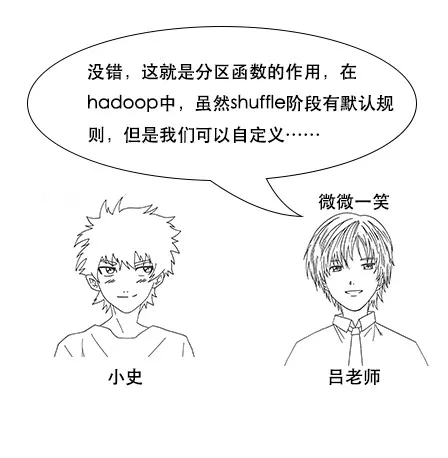 没错，这就是分区函数的作用，在
hadoop中，虽然shuffle阶段有默认规
则，但是我们可以自定义……
微微一笑
小史
吕老师